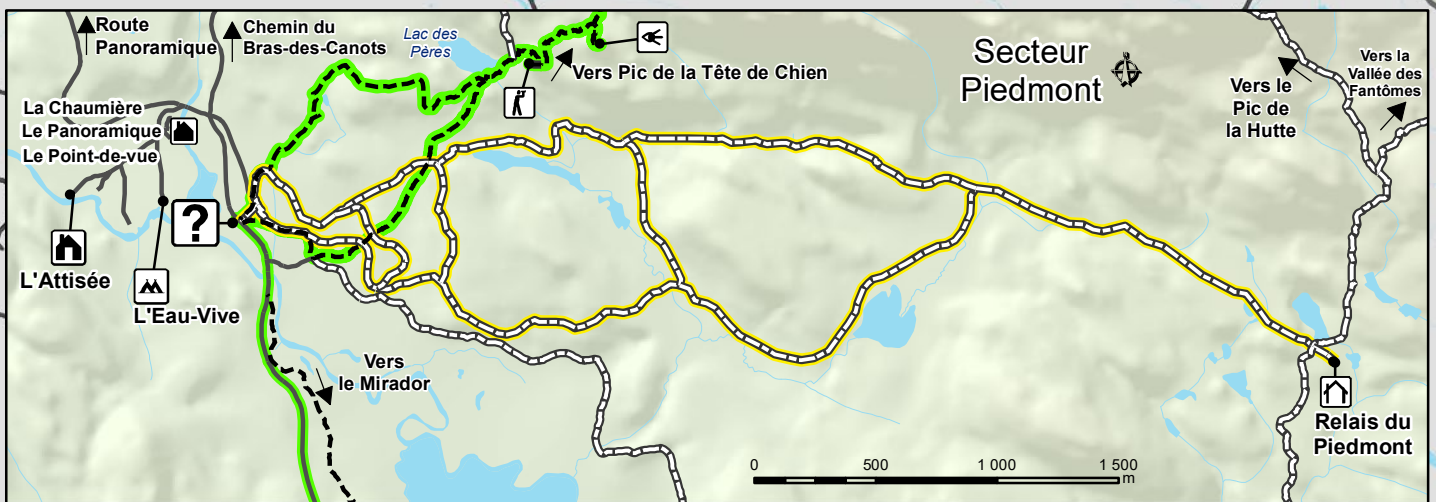 Route
Panoramique
Chemin du
Bras-des-Canots
Lac des
Pères
Vers Pic de la Tête de Chien
Secteur
Piedmont
Vers le
Pic de
la Hutte
Vers la
Vallée des
Fantômes
La Chaumière
Le Panoramique
Le Point-de-vue
?
L'Attisée
L'Eau-Vive
Vers
le Mirador
Relais du
Piedmont
0 500 1 000 1 500
m